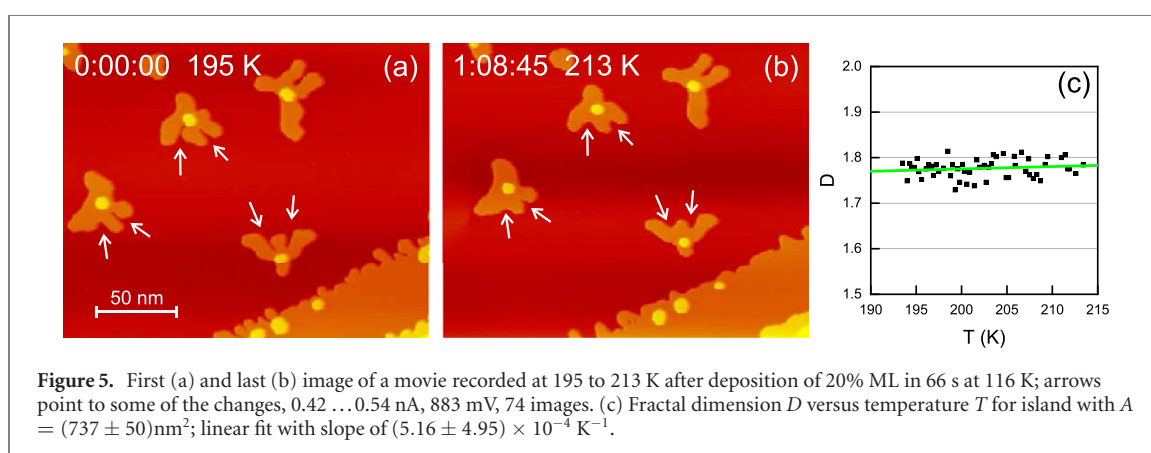 0:00:00 195 K (a)
50 nm
1:08:45 213 K (b)
(c)
2.0
1.9
1.8
1.7
1.6
1.5
D
190 195 200 205 210 215
T (K)
Figure 5. First (a) and last (b) image of a movie recorded at 195 to 213 K after deposition of 20% ML in 66 s at 116 K; arrows
point to some of the changes, 0.42 …0.54 nA, 883 mV, 74 images. (c) Fractal dimension D versus temperature T for island with A
= (737 ± 50)nm²; linear fit with slope of (5.16 ± 4.95) × 10⁻⁴ K⁻¹.